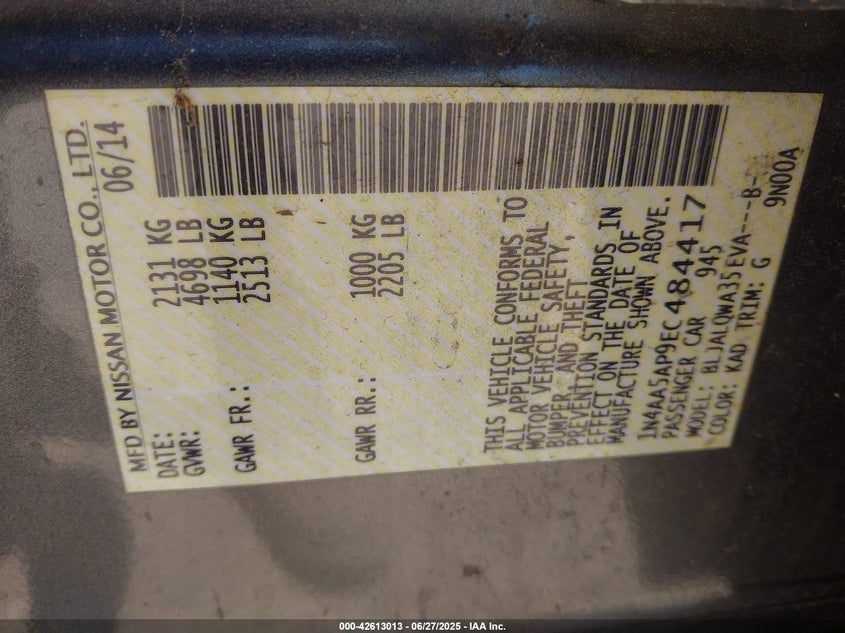 MFD BY NISSAN MOTOR CO., LTD.
DATE: 06/14
GVWR: 2131 KG
4698 LB
GAWR FR.: 1140 KG
2513 LB
GAWR RR.: 1000 KG
2205 LB
THIS VEHICLE CONFORMS TO
ALL APPLICABLE FEDERAL
MOTOR VEHICLE SAFETY,
BUMPER, AND THEFT
PREVENTION STANDARDS IN
EFFECT ON THE DATE OF
MANUFACTURE SHOWN ABOVE.
1N4AA5AP9EC484417
PASSENGER CAR 945
MODEL: BLJALQWA35EVA---B-
COLOR: KAD TRIM: G 9N00A
000-42613013 - 06/27/2025 - IAA Inc.